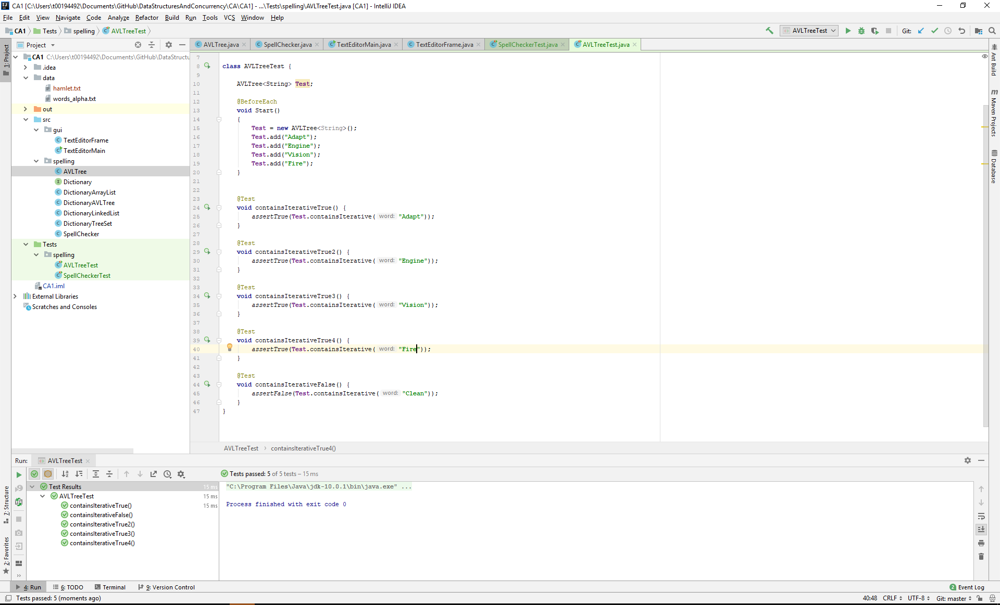 CA1 [C:\Users\t00194492\Documents\GitHub\DataStructuresAndConcurrency\CA\CA1] - ...\Tests\spelling\AVLTreeTest.java [CA1] - IntelliJ IDEA
File Edit View Navigate Code Analyze Refactor Build Run Tools VCS Window Help
CA1 Tests spelling AVLTreeTest
AVLTreeTest Git:
Project
AVLTree.java SpellChecker.java TextEditorMain.java TextEditorFrame.java SpellCheckerTest.java AVLTreeTest.java
1: Project
CA1 C:\Users\t00194492\Documents\GitHub\DataStructu
.idea
data
hamlet.txt
words_alpha.txt
out
src
gui
TextEditorFrame
TextEditorMain
spelling
AVLTree
Dictionary
DictionaryArrayList
DictionaryAVLTree
DictionaryLinkedList
DictionaryTreeSet
SpellChecker
Tests
spelling
AVLTreeTest
SpellCheckerTest
CA1.iml
External Libraries
Scratches and Consoles
7
8 class AVLTreeTest {
9
10 AVLTree<String> Test;
11
12 @BeforeEach
13 void Start()
14 {
15 Test = new AVLTree<String>();
16 Test.add("Adapt");
17 Test.add("Engine");
18 Test.add("Vision");
19 Test.add("Fire");
20 }
21
22
23 @Test
24 void containsIterativeTrue() {
25 assertTrue(Test.containsIterative( word: "Adapt"));
26 }
27
28 @Test
29 void containsIterativeTrue2() {
30 assertTrue(Test.containsIterative( word: "Engine"));
31 }
32
33 @Test
34 void containsIterativeTrue3() {
35 assertTrue(Test.containsIterative( word: "Vision"));
36 }
37
38 @Test
39 void containsIterativeTrue4() {
40 assertTrue(Test.containsIterative( word: "Fire"));
41 }
42
43 @Test
44 void containsIterativeFalse() {
45 assertFalse(Test.containsIterative( word: "Clean"));
46 }
47 }
AVLTreeTest containsIterativeTrue4()
Ant Build
Maven Projects
Database
Run: AVLTreeTest
Tests passed: 5 of 5 tests – 15 ms
Test Results 15 ms
AVLTreeTest 15 ms
containsIterativeTrue() 15 ms
containsIterativeFalse()
containsIterativeTrue2()
containsIterativeTrue3()
containsIterativeTrue4()
"C:\Program Files\Java\jdk-10.0.1\bin\java.exe" ...
Process finished with exit code 0
7: Structure
2: Favorites
4: Run 6: TODO Terminal 9: Version Control 2 Event Log
Tests passed: 5 (moments ago) 40:48 CRLF UTF-8 Git: master